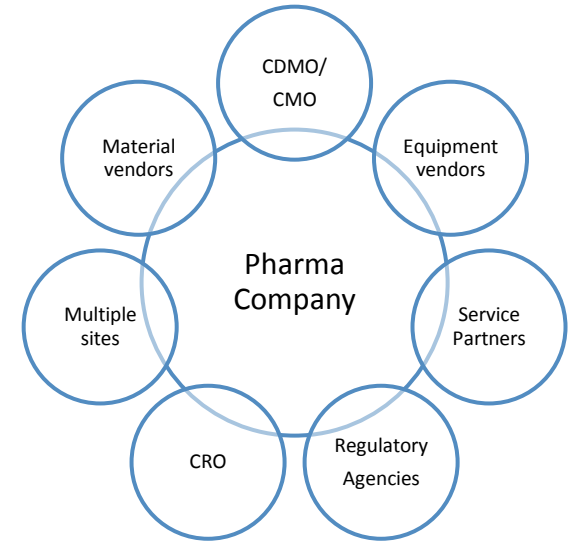 CDMO/
CMO
Material
vendors
Equipment
vendors
Pharma
Company
Multiple
sites
Service
Partners
CRO
Regulatory
Agencies